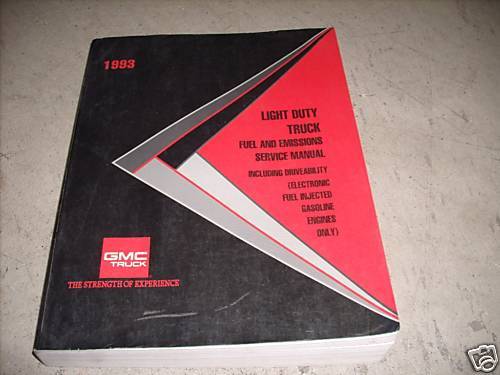 1993
LIGHT DUTY
TRUCK
FUEL AND EMISSIONS
SERVICE MANUAL
INCLUDING DRIVEABILITY
(ELECTRONIC
FUEL INJECTED
GASOLINE
ENGINES
ONLY)
GMC
TRUCK
THE STRENGTH OF EXPERIENCE